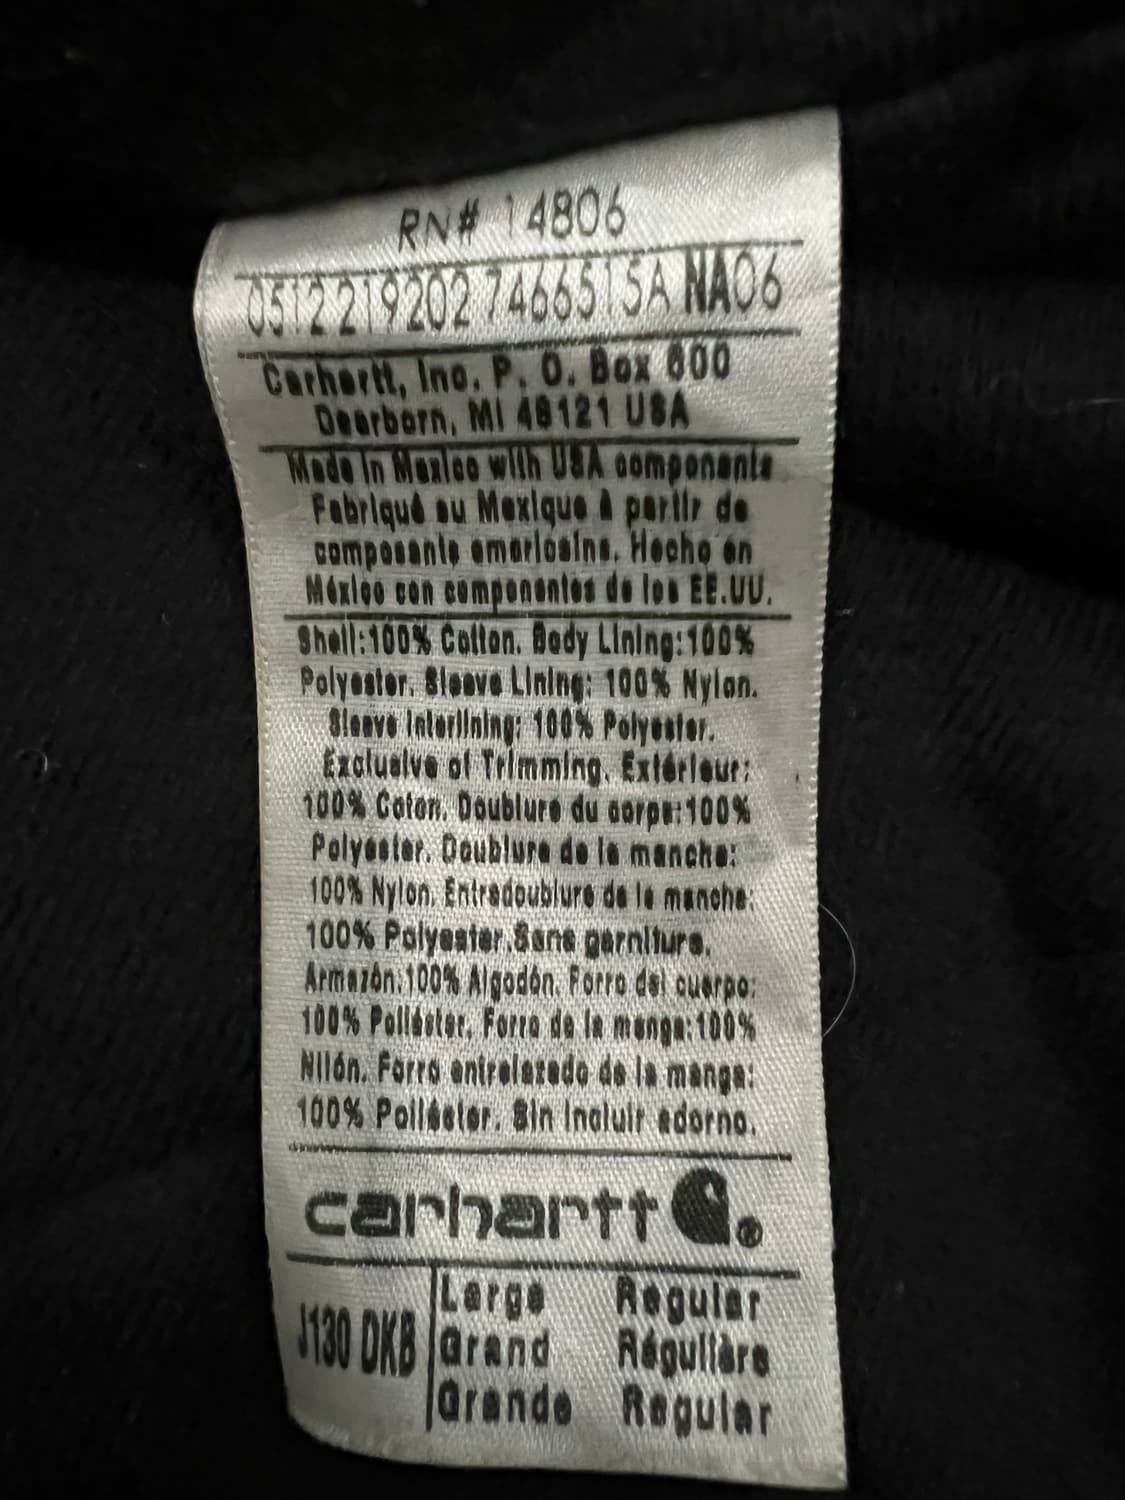 RN# 14806
0512 219202 7466515A NA06
Carhartt, Inc. P. O. Box 600
Dearborn, MI 48121 USA
Made in Mexico with USA components
Fabriqué au Mexique à partir de
composants américains. Hecho en
México con componentes de los EE.UU.
Shell:100% Cotton. Body Lining:100%
Polyester. Sleeve Lining: 100% Nylon.
Sleeve Interlining: 100% Polyester.
Exclusive of Trimming. Extérieur:
100% Coton. Doublure du corps:100%
Polyester. Doublure de la manche:
100% Nylon. Entredoublure de la manche:
100% Polyester.Sans garniture.
Armazón:100% Algodón. Forro del cuerpo:
100% Poliéster. Forro de la manga:100%
Nilón. Forro entrelazado de la manga:
100% Poliéster. Sin incluir adorno.
carhartt ®
J130 DKB
Large Regular
Grand Régulière
Grande Regular